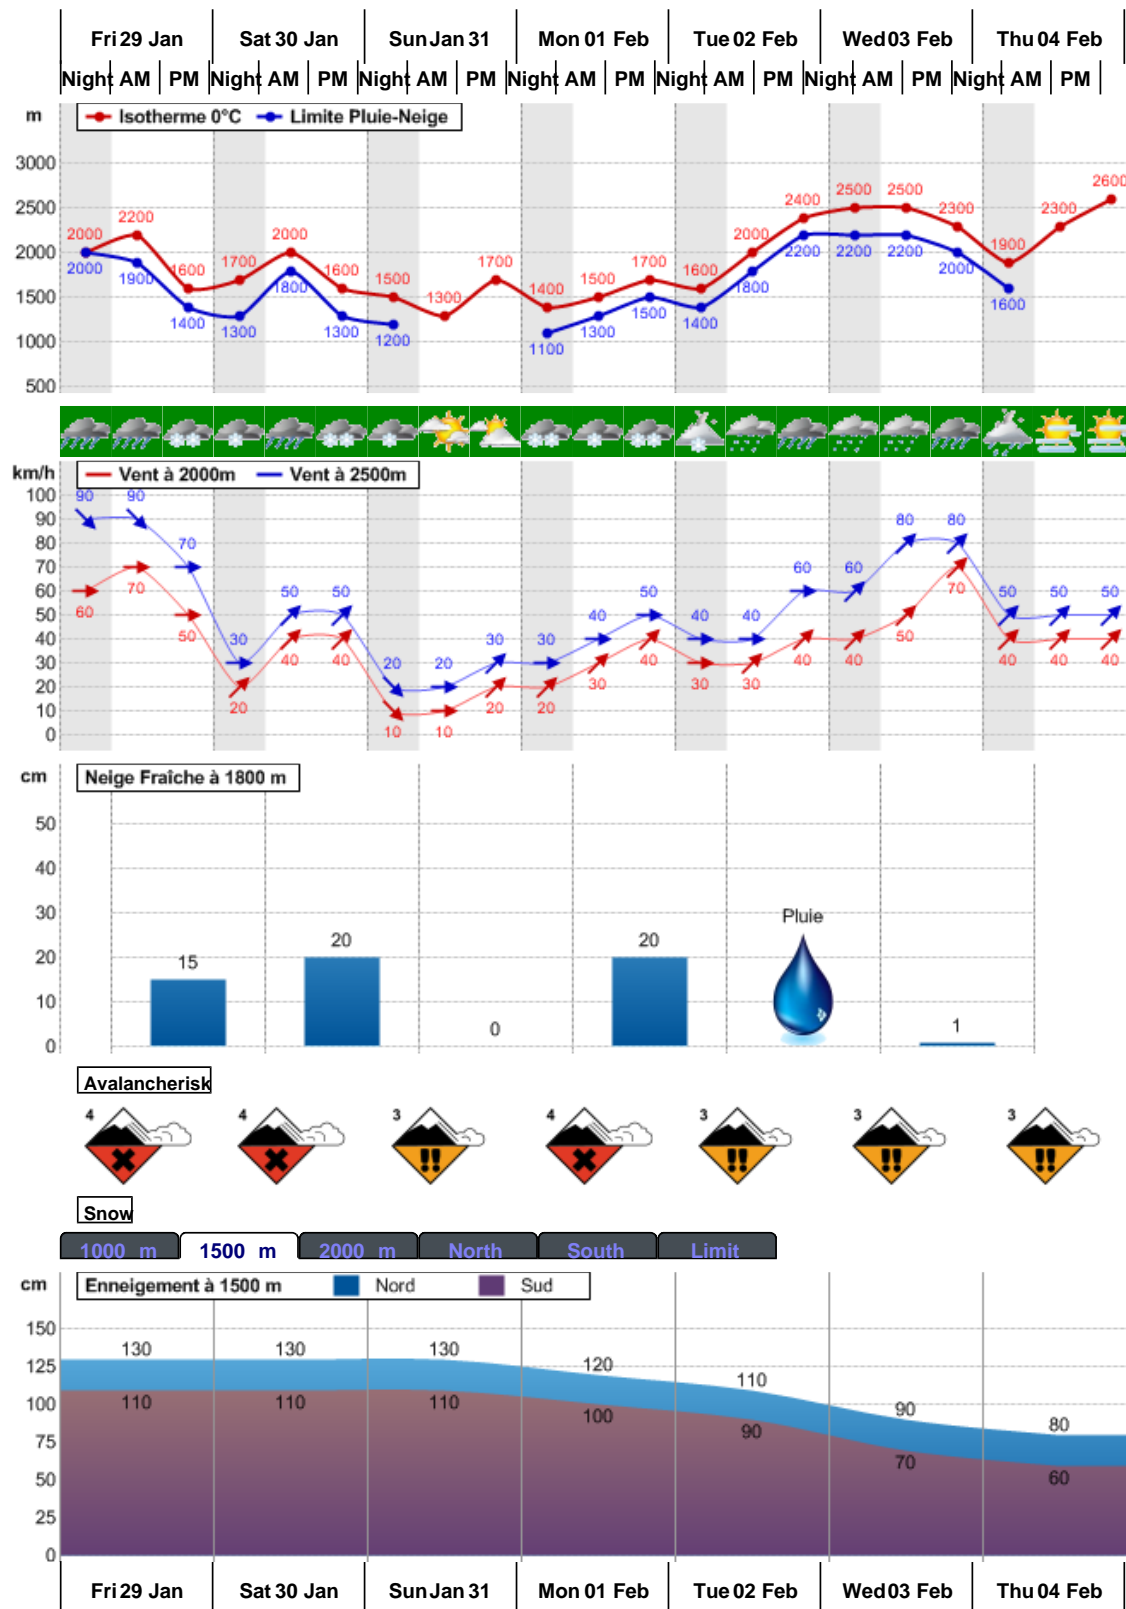 Fri 29 Jan Sat 30 Jan Sun Jan 31 Mon 01 Feb Tue 02 Feb Wed 03 Feb Thu 04 Feb
Night AM PM Night AM PM Night AM PM Night AM PM Night AM PM Night AM PM Night AM PM
m
Isotherme 0°C Limite Pluie-Neige
3000
2500
2000
1500
1000
500
2000 2200 1600 1700 2000 1600 1500 1300 1700 1400 1500 1700 1600 2000 2400 2500 2500 2300 1900 2300 2600
2000 1900 1400 1300 1800 1300 1200 1100 1300 1500 1400 1800 2200 2200 2200 2000 1600
km/h
Vent à 2000m Vent à 2500m
100
90
80
70
60
50
40
30
20
10
0
90 90 70 30 50 50 20 20 30 30 40 50 40 40 60 60 80 80 50 50 50
60 70 50 20 40 40 10 10 20 20 30 40 30 30 40 40 50 70 40 40 40
cm
Neige Fraîche à 1800 m
50
40
30
20
10
0
15 20 0 20 Pluie 1
Avalancherisk
4 4 3 4 3 3 3
Snow
1000 m 1500 m 2000 m North South Limit
cm
Enneigement à 1500 m Nord Sud
150
125
100
75
50
25
0
130 130 130 120 110 90 80
110 110 110 100 90 70 60
Fri 29 Jan Sat 30 Jan Sun Jan 31 Mon 01 Feb Tue 02 Feb Wed 03 Feb Thu 04 Feb